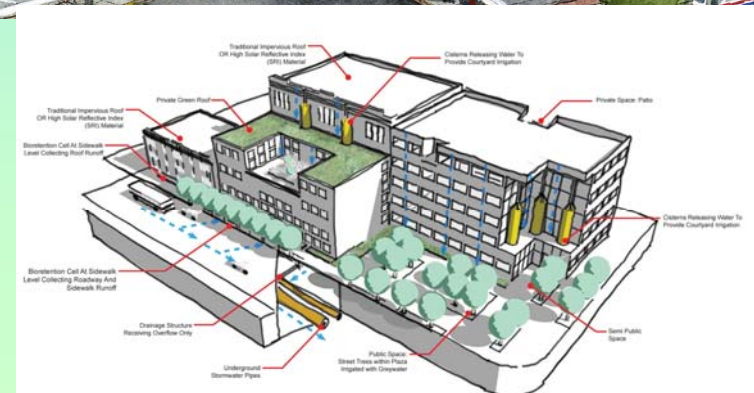 Traditional Impervious Roof
OR High Solar Reflective Index
(SRI) Material
Cisterns Releasing Water To
Provide Courtyard Irrigation
Private Green Roof
Private Space: Patio
Traditional Impervious Roof
OR High Solar Reflective Index
(SRI) Material
Bioretention Cell At Sidewalk
Level Collecting Roof Runoff
Cisterns Releasing Water To
Provide Courtyard Irrigation
Bioretention Cell At Sidewalk
Level Collecting Roadway And
Sidewalk Runoff
Drainage Structure
Receiving Overflow Only
Semi Public
Space
Underground
Stormwater Pipes
Public Space:
Street Trees within Plaza
Irrigated with Greywater